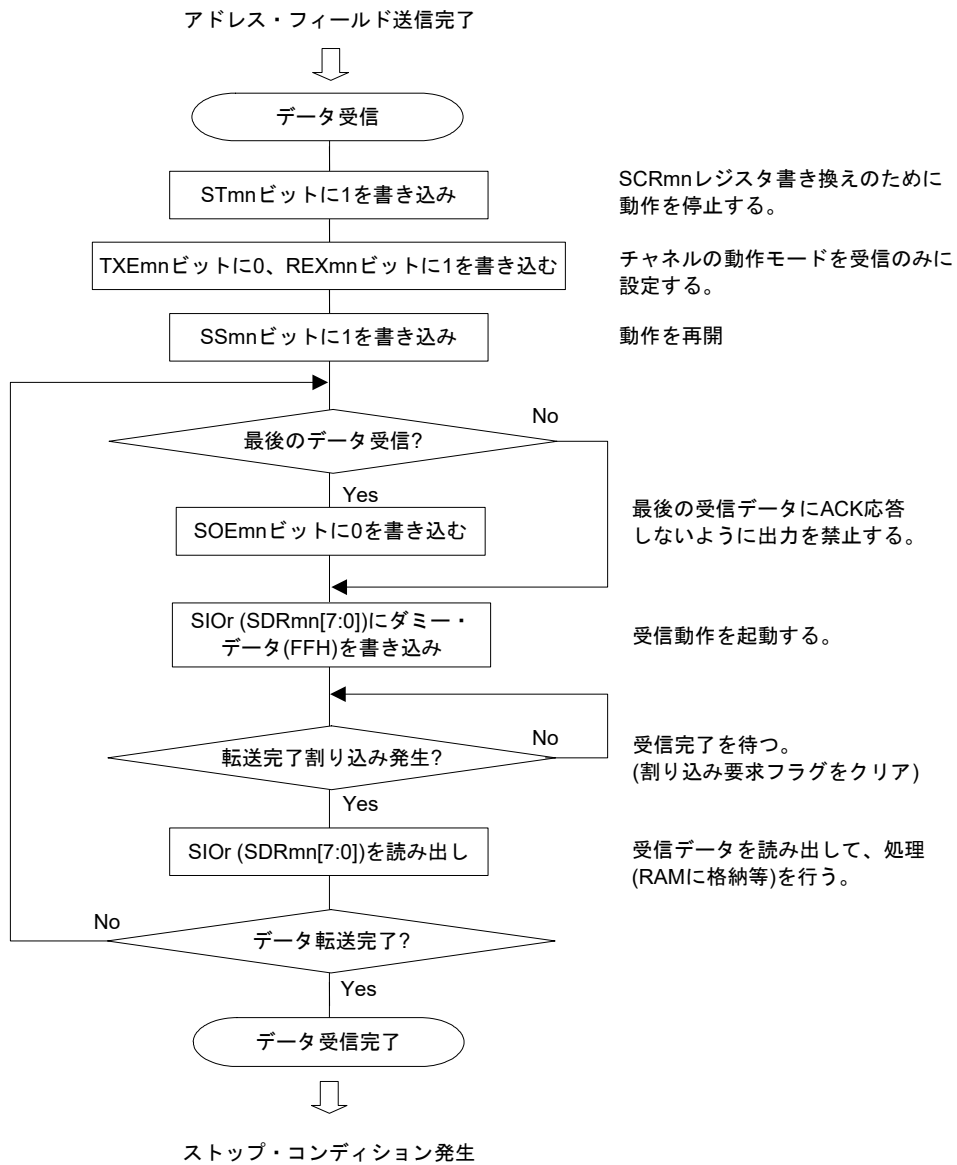 アドレス・フィールド送信完了
データ受信
STmnビットに1を書き込み
SCRmnレジスタ書き換えのために
動作を停止する。
TXEmnビットに0、REXmnビットに1を書き込む
チャネルの動作モードを受信のみに
設定する。
SSmnビットに1を書き込み
動作を再開
最後のデータ受信?
No
Yes
SOEmnビットに0を書き込む
最後の受信データにACK応答
しないように出力を禁止する。
SIOr (SDRmn[7:0])にダミー・
データ(FFH)を書き込み
受信動作を起動する。
転送完了割り込み発生?
No
受信完了を待つ。
(割り込み要求フラグをクリア)
Yes
SIOr (SDRmn[7:0])を読み出し
受信データを読み出して、処理
(RAMに格納等)を行う。
No
データ転送完了?
Yes
データ受信完了
ストップ・コンディション発生